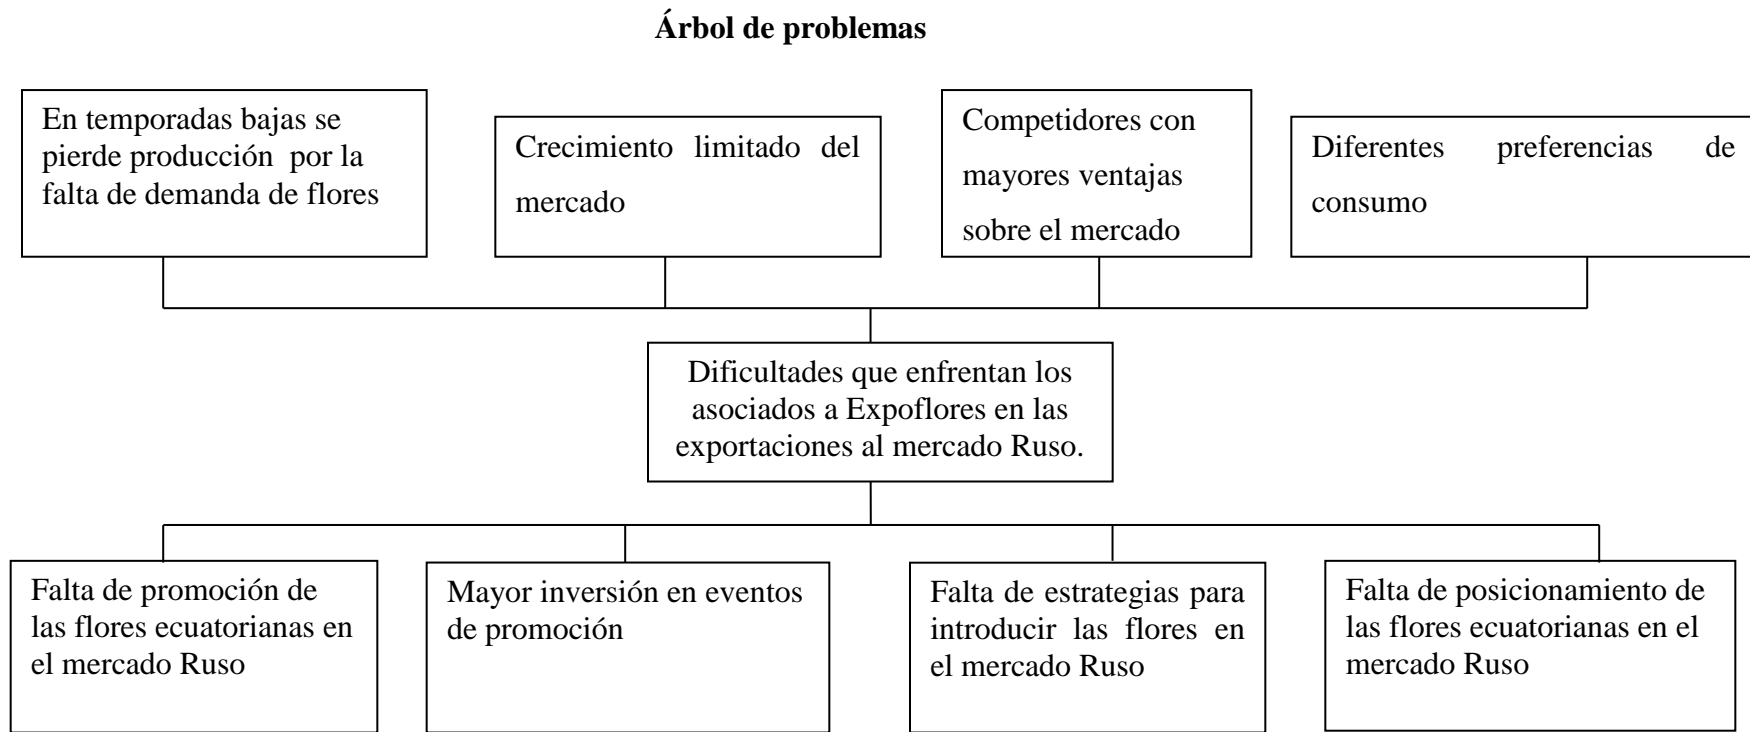 Árbol de problemas
En temporadas bajas se
pierde producción por la
falta de demanda de flores
Crecimiento limitado del
mercado
Competidores con
mayores ventajas
sobre el mercado
Diferentes preferencias de
consumo
Dificultades que enfrentan los
asociados a Expoflores en las
exportaciones al mercado Ruso.
Falta de promoción de
las flores ecuatorianas en
el mercado Ruso
Mayor inversión en eventos
de promoción
Falta de estrategias para
introducir las flores en
el mercado Ruso
Falta de posicionamiento de
las flores ecuatorianas en el
mercado Ruso